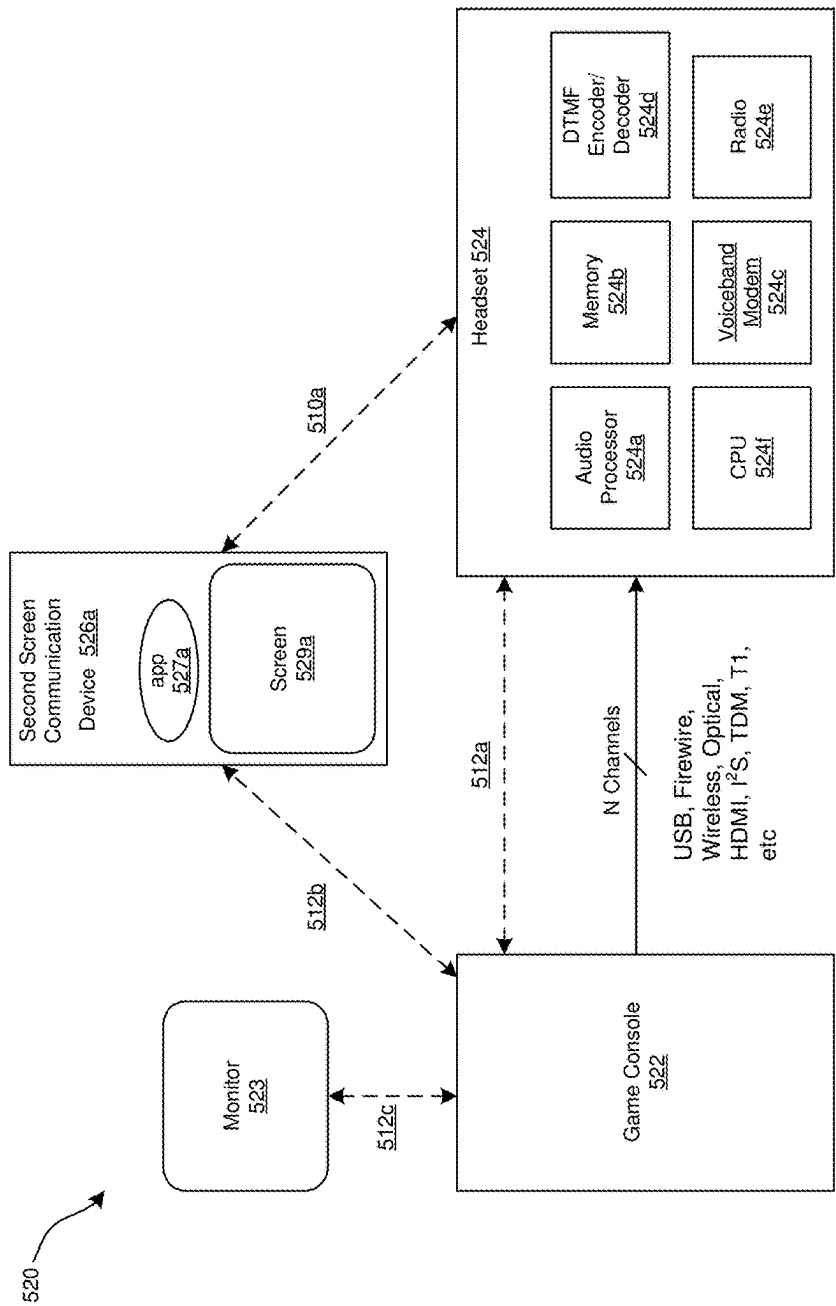 520
Monitor
523
512c
Game Console
522
512b
Second Screen
Communication
Device 526a
app
527a
Screen
529a
510a
512a
N Channels
USB, Firewire,
Wireless, Optical,
HDMI, I²S, TDM, T1,
etc
Headset 524
Audio
Processor
524a
Memory
524b
DTMF
Encoder/
Decoder
524d
CPU
524f
Voiceband
Modem
524c
Radio
524e